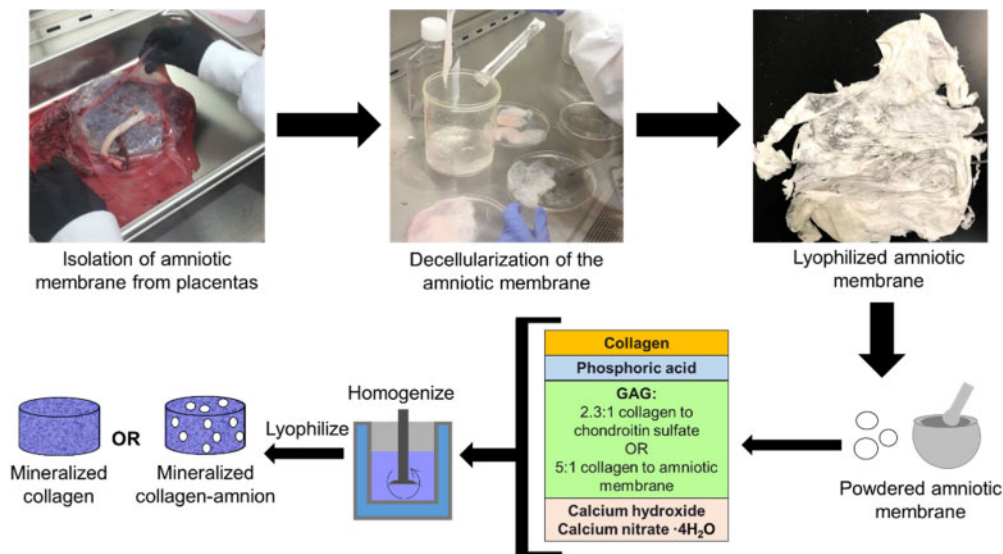 Isolation of amniotic
membrane from placentas
Decellularization of the
amniotic membrane
Lyophilized amniotic
membrane
Collagen
Phosphoric acid
GAG:
2.3:1 collagen to
chondroitin sulfate
OR
5:1 collagen to amniotic
membrane
Calcium hydroxide
Calcium nitrate ·4H₂O
Powdered amniotic
membrane
Homogenize
Lyophilize
OR
Mineralized
collagen
Mineralized
collagen-amnion